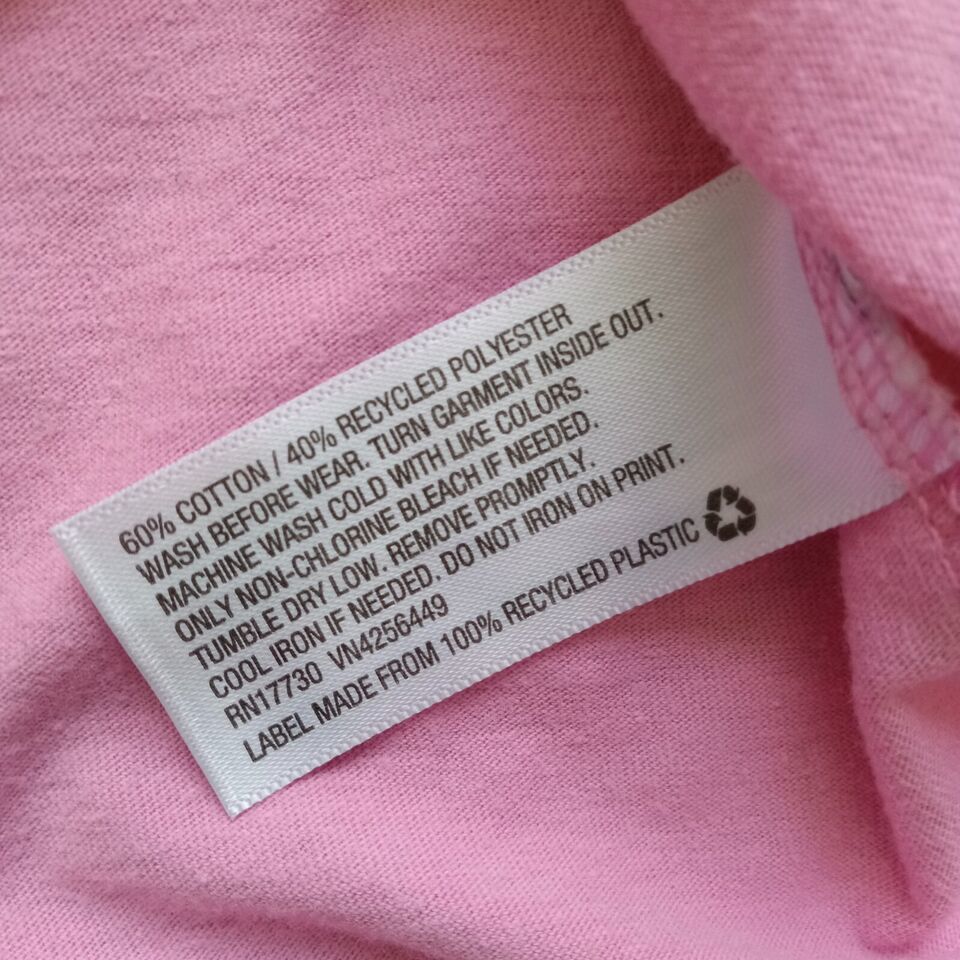 60% COTTON / 40% RECYCLED POLYESTER
WASH BEFORE WEAR. TURN GARMENT INSIDE OUT.
MACHINE WASH COLD WITH LIKE COLORS.
ONLY NON-CHLORINE BLEACH IF NEEDED.
TUMBLE DRY LOW. REMOVE PROMPTLY.
COOL IRON IF NEEDED. DO NOT IRON ON PRINT.
RN17730 VN4256449
LABEL MADE FROM 100% RECYCLED PLASTIC